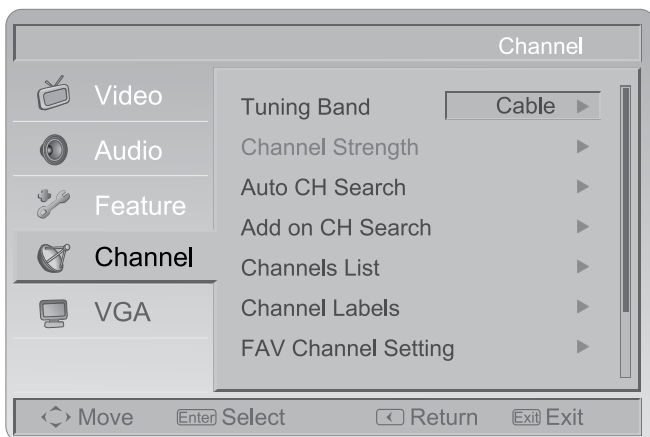 Channel
Video
Audio
Feature
Channel
VGA
Tuning Band Cable
Channel Strength
Auto CH Search
Add on CH Search
Channels List
Channel Labels
FAV Channel Setting
Move Enter Select Return Exit Exit